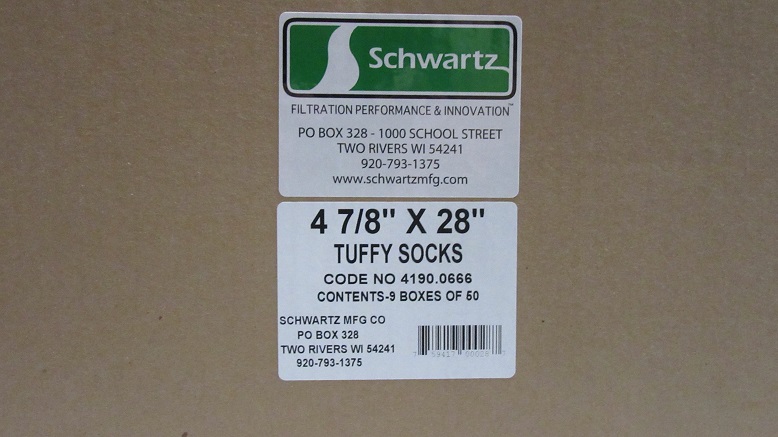 Schwartz
FILTRATION PERFORMANCE & INNOVATION™
PO BOX 328 - 1000 SCHOOL STREET
TWO RIVERS WI 54241
920-793-1375
www.schwartzmfg.com
4 7/8" X 28"
TUFFY SOCKS
CODE NO 4190.0666
CONTENTS-9 BOXES OF 50
SCHWARTZ MFG CO
PO BOX 328
TWO RIVERS WI 54241
920-793-1375